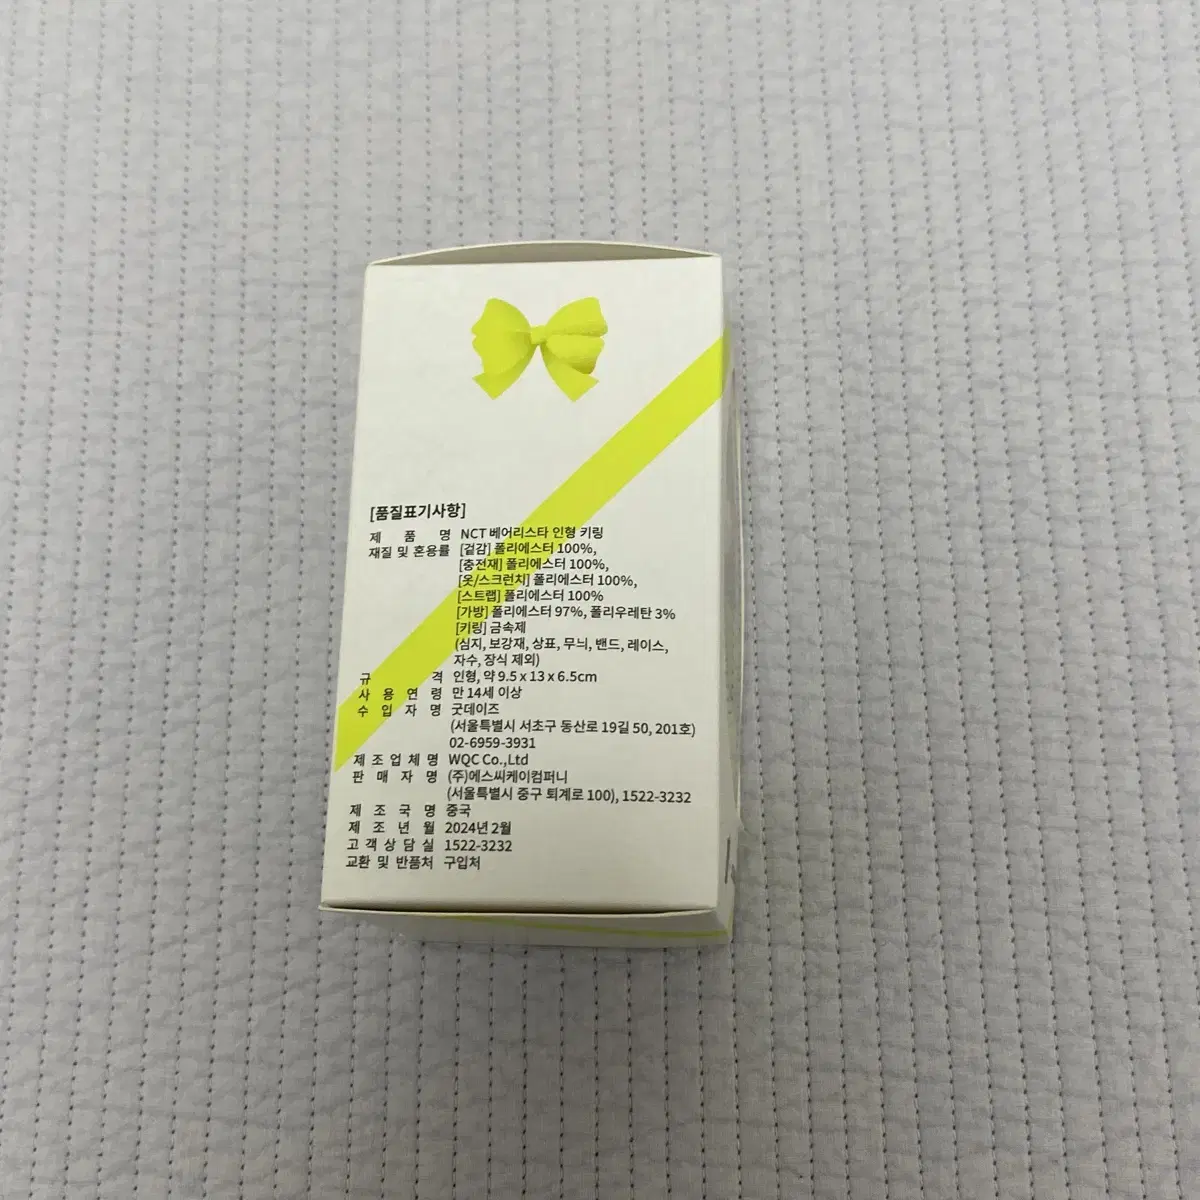 [품질표기사항]
제 품 명 NCT 베어리스타 인형 키링
재질 및 혼용률 [겉감] 폴리에스터 100%,
[충전재] 폴리에스터 100%,
[옷/스크런치] 폴리에스터 100%,
[스트랩] 폴리에스터 100%
[가방] 폴리에스터 97%, 폴리우레탄 3%
[키링] 금속제
(심지, 보강재, 상표, 무늬, 밴드, 레이스,
자수, 장식 제외)
규 격 인형, 약 9.5 x 13 x 6.5cm
사 용 연 령 만 14세 이상
수 입 자 명 굿데이즈
(서울특별시 서초구 동산로 19길 50, 201호)
02-6959-3931
제 조 업 체 명 WQC Co.,Ltd
판 매 자 명 (주)에스씨케이컴퍼니
(서울특별시 중구 퇴계로 100), 1522-3232
제 조 국 명 중국
제 조 년 월 2024년 2월
고 객 상 담 실 1522-3232
교환 및 반품처 구입처